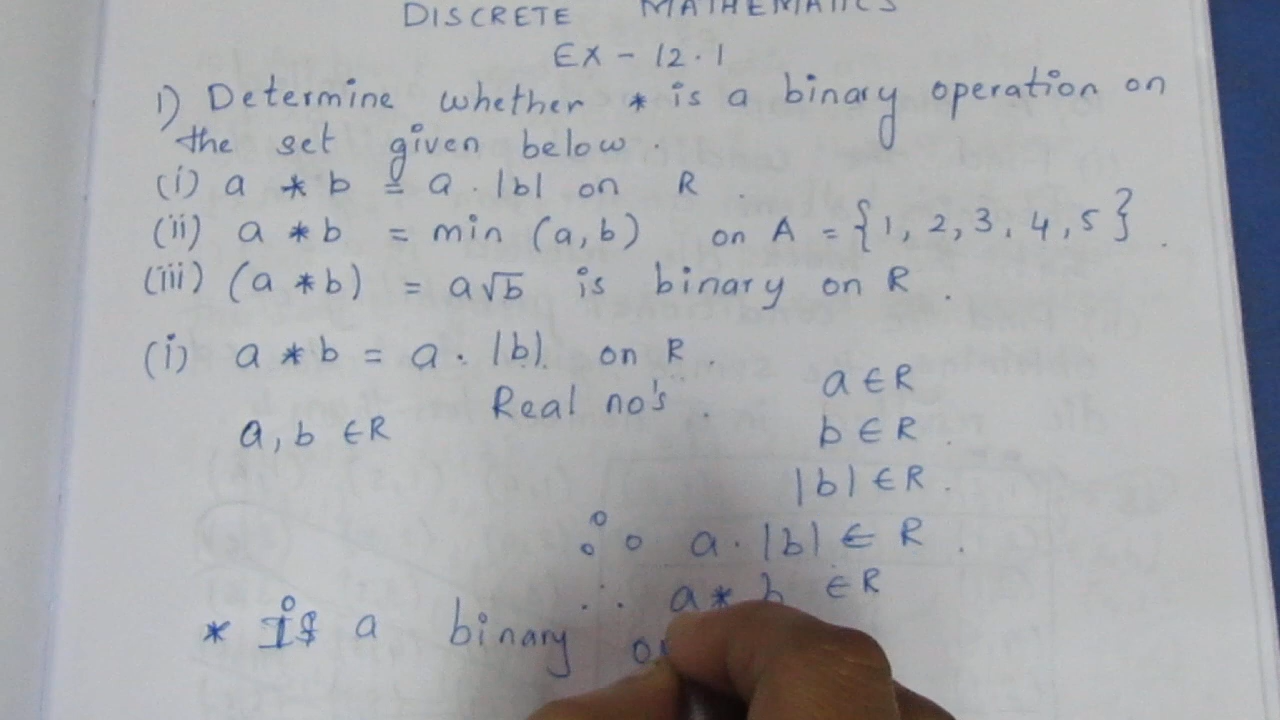 DISCRETE MATHEMATICS
EX - 12.1
1) Determine whether * is a binary operation on
the set given below.
(i) a * b = a . |b| on R .
(ii) a * b = min (a, b) on A = {1, 2, 3, 4, 5} .
(iii) (a * b) = a√b is binary on R .
(i) a * b = a . |b| on R .
Real no's .
a ∈ R
a, b ∈ R
b ∈ R .
|b| ∈ R .
∴ a . |b| ∈ R .
∴ a * b ∈ R
* is a binary